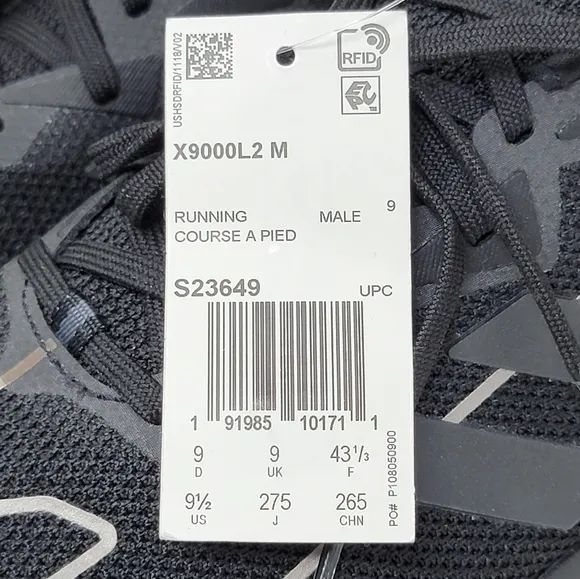 USHSDRFID/1118/V02
RFID
EPC
X9000L2 M
RUNNING MALE 9
COURSE A PIED
S23649 UPC
1 91985 10171 1
9 9 43 1/3
D UK F
9½ 275 265
US J CHN
PO# P108050900